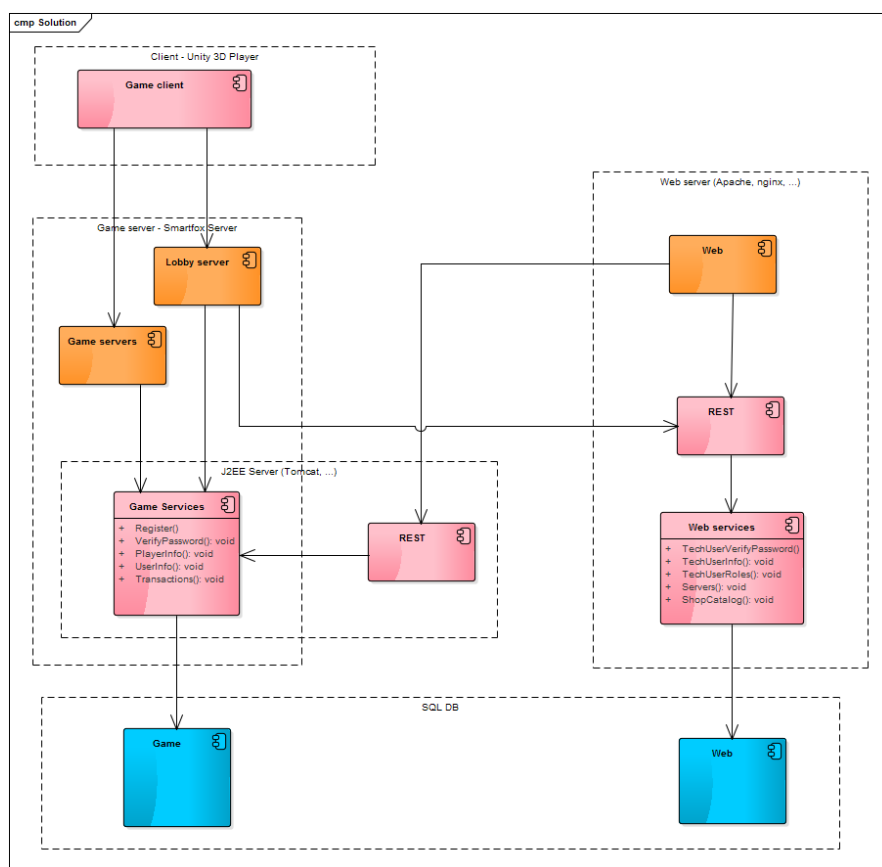 cmp Solution
Client - Unity 3D Player
Game client
Web server (Apache, nginx, ...)
Game server - Smartfox Server
Web
Lobby server
Game servers
REST
J2EE Server (Tomcat, ...)
Game Services
+ Register()
+ VerifyPassword(): void
+ PlayerInfo(): void
+ UserInfo(): void
+ Transactions(): void
REST
Web services
+ TechUserVerifyPassword()
+ TechUserInfo(): void
+ TechUserRoles(): void
+ Servers(): void
+ ShopCatalog(): void
SQL DB
Game
Web